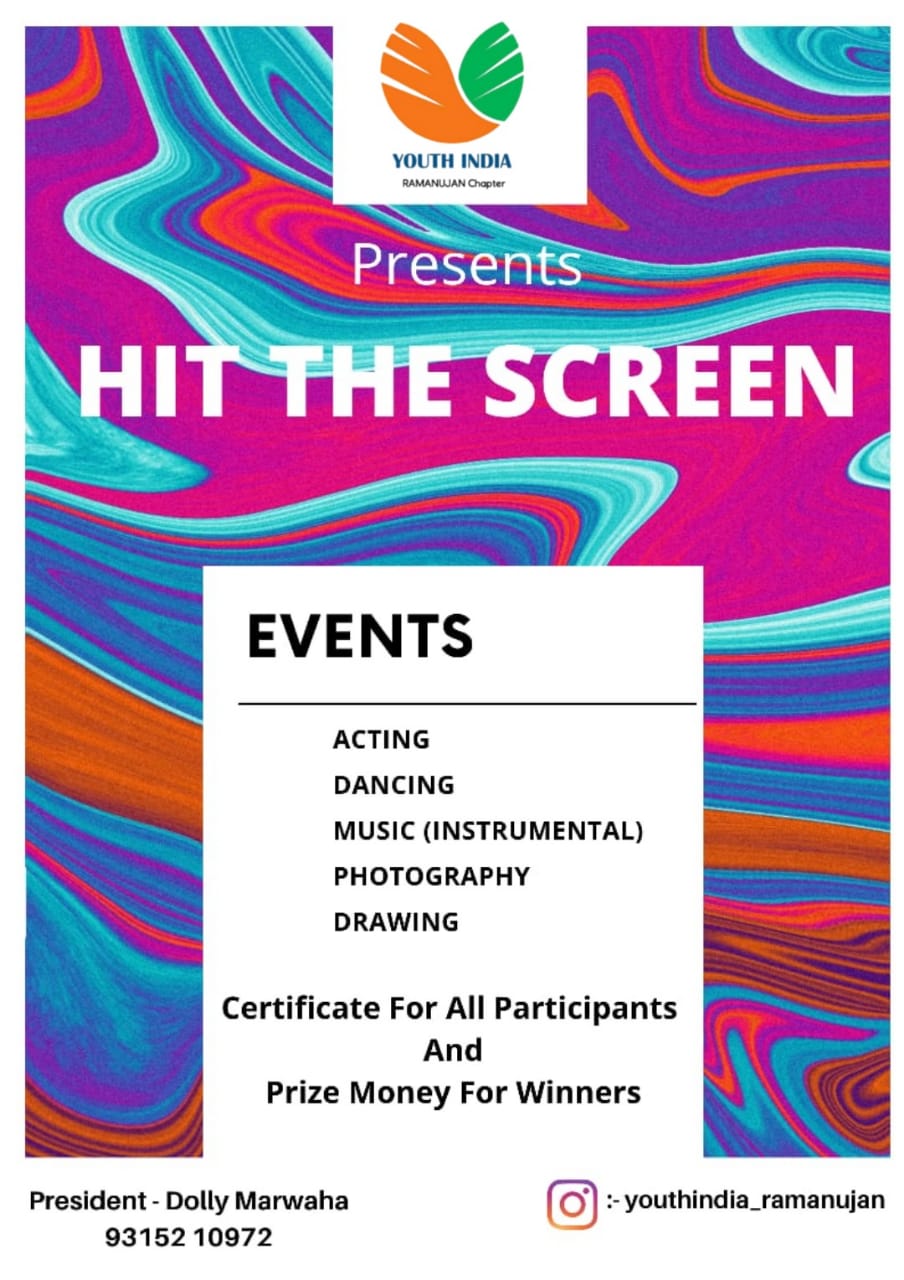 YOUTH INDIA
RAMANUJAN Chapter
Presents
HIT THE SCREEN
EVENTS
ACTING
DANCING
MUSIC (INSTRUMENTAL)
PHOTOGRAPHY
DRAWING
Certificate For All Participants
And
Prize Money For Winners
President - Dolly Marwaha
93152 10972
:- youthindia_ramanujan